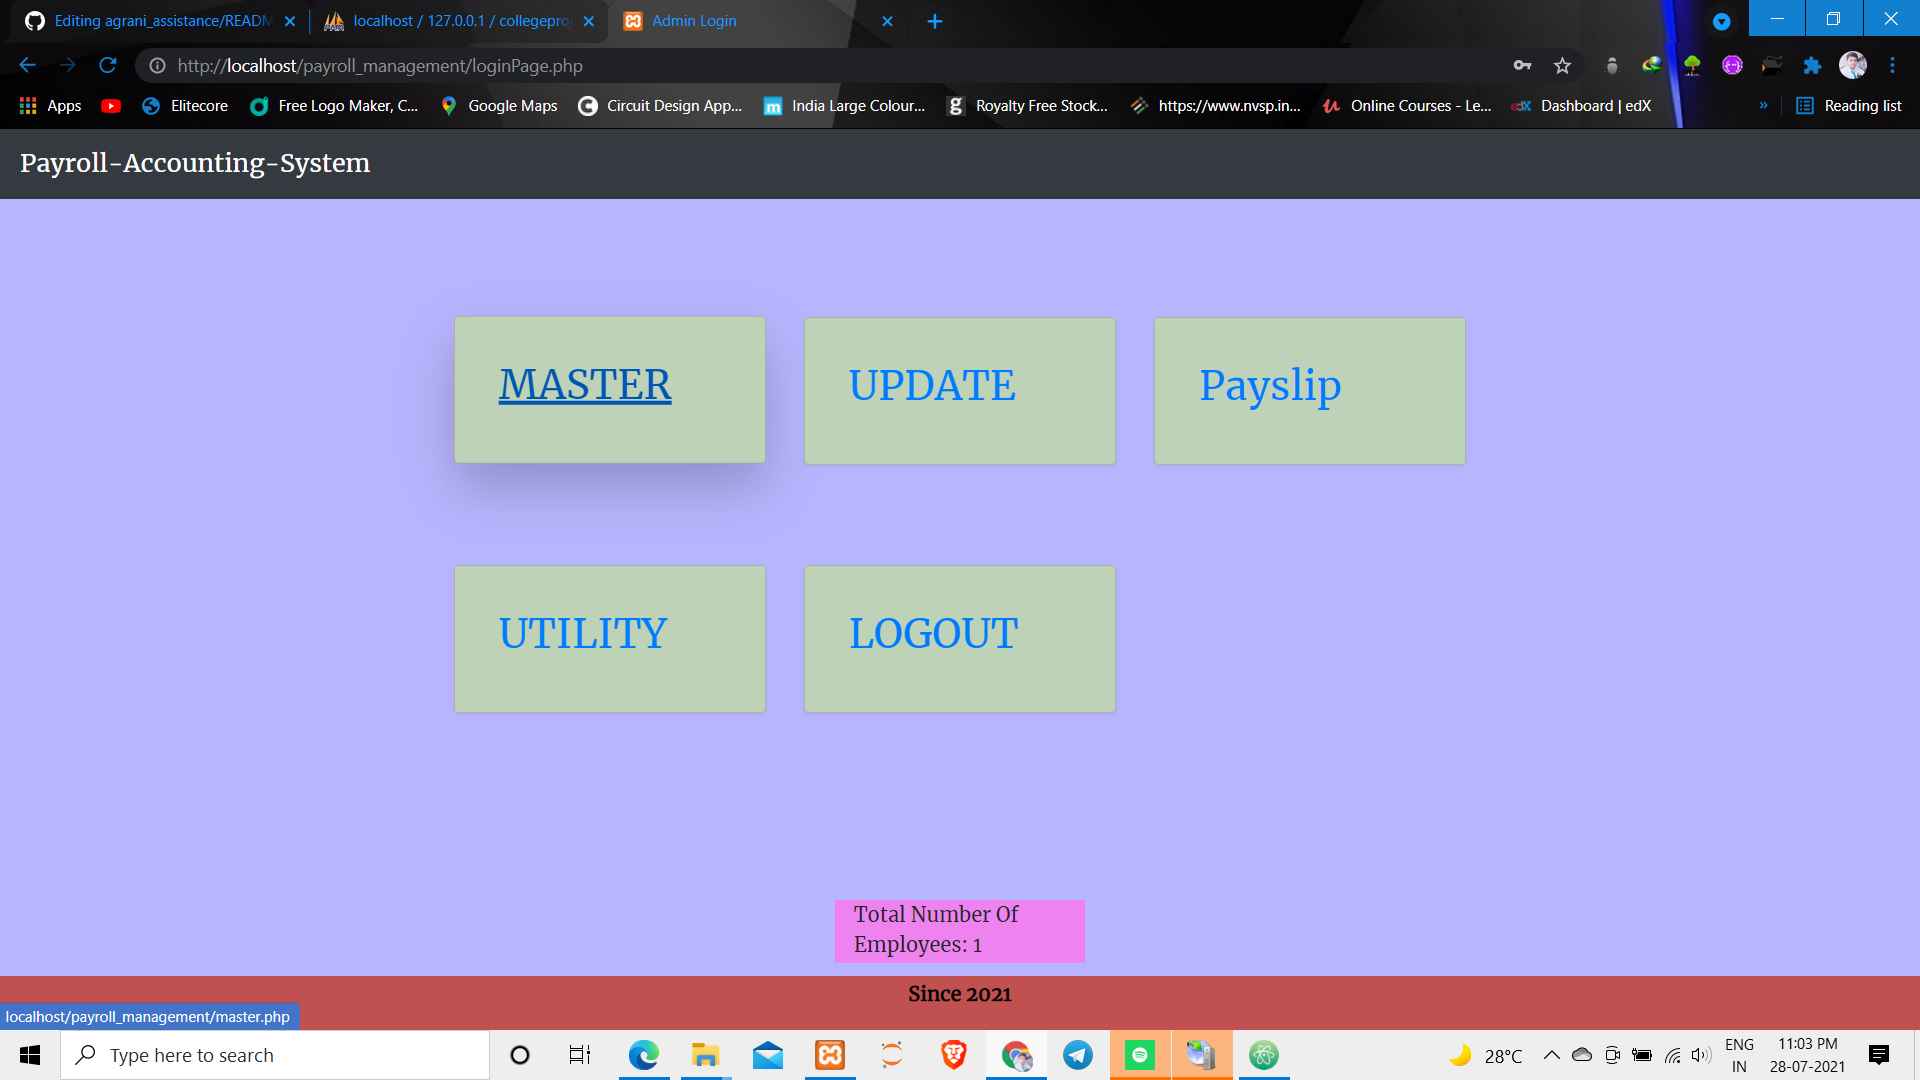 Editing agrani_assistance/READM
localhost / 127.0.0.1 / collegepro
Admin Login
http://localhost/payroll_management/loginPage.php
Apps
Elitecore
Free Logo Maker, C...
Google Maps
Circuit Design App...
India Large Colour...
Royalty Free Stock...
https://www.nvsp.in...
Online Courses - Le...
Dashboard | edX
»
Reading list
Payroll-Accounting-System
MASTER
UPDATE
Payslip
UTILITY
LOGOUT
Total Number Of
Employees: 1
Since 2021
localhost/payroll_management/master.php
Type here to search
28°C
ENG
IN
11:03 PM
28-07-2021